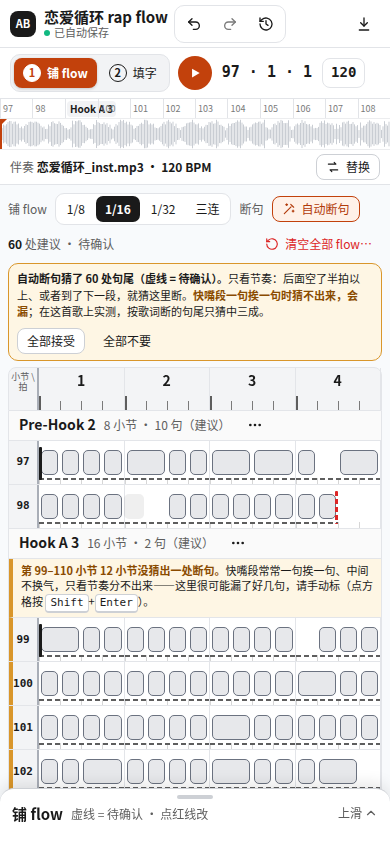 AB 恋爱循环 rap flow
已自动保存
1 铺 flow 2 填字 97 · 1 · 1 120
97 98 Hook A 3 101 102 103 104 105 106 107 108
伴奏 恋爱循环_inst.mp3 · 120 BPM 替换
铺 flow 1/8 1/16 1/32 三连 断句 自动断句
60 处建议 · 待确认 清空全部 flow…
自动断句猜了 60 处句尾（虚线 = 待确认）。只看节奏：后面空了半拍以
上、或者到了下一段，就猜这里断。快嘴段一句挨一句时猜不出来，会
漏；在这首歌上实测，按歌词断的句尾只猜中三成。
全部接受 全部不要
小节 \ 拍 1 2 3 4
Pre-Hook 2 8 小节 · 10 句（建议） ···
97
98
Hook A 3 16 小节 · 2 句（建议） ···
第 99–110 小节 12 小节没猜出一处断句。快嘴段常常一句挨一句、中间
不换气，只看节奏分不出来——这里很可能漏了好几句，请手动标（点方
格按 Shift+Enter）。
99
100
101
102
铺 flow 虚线 = 待确认 · 点红线改 上滑